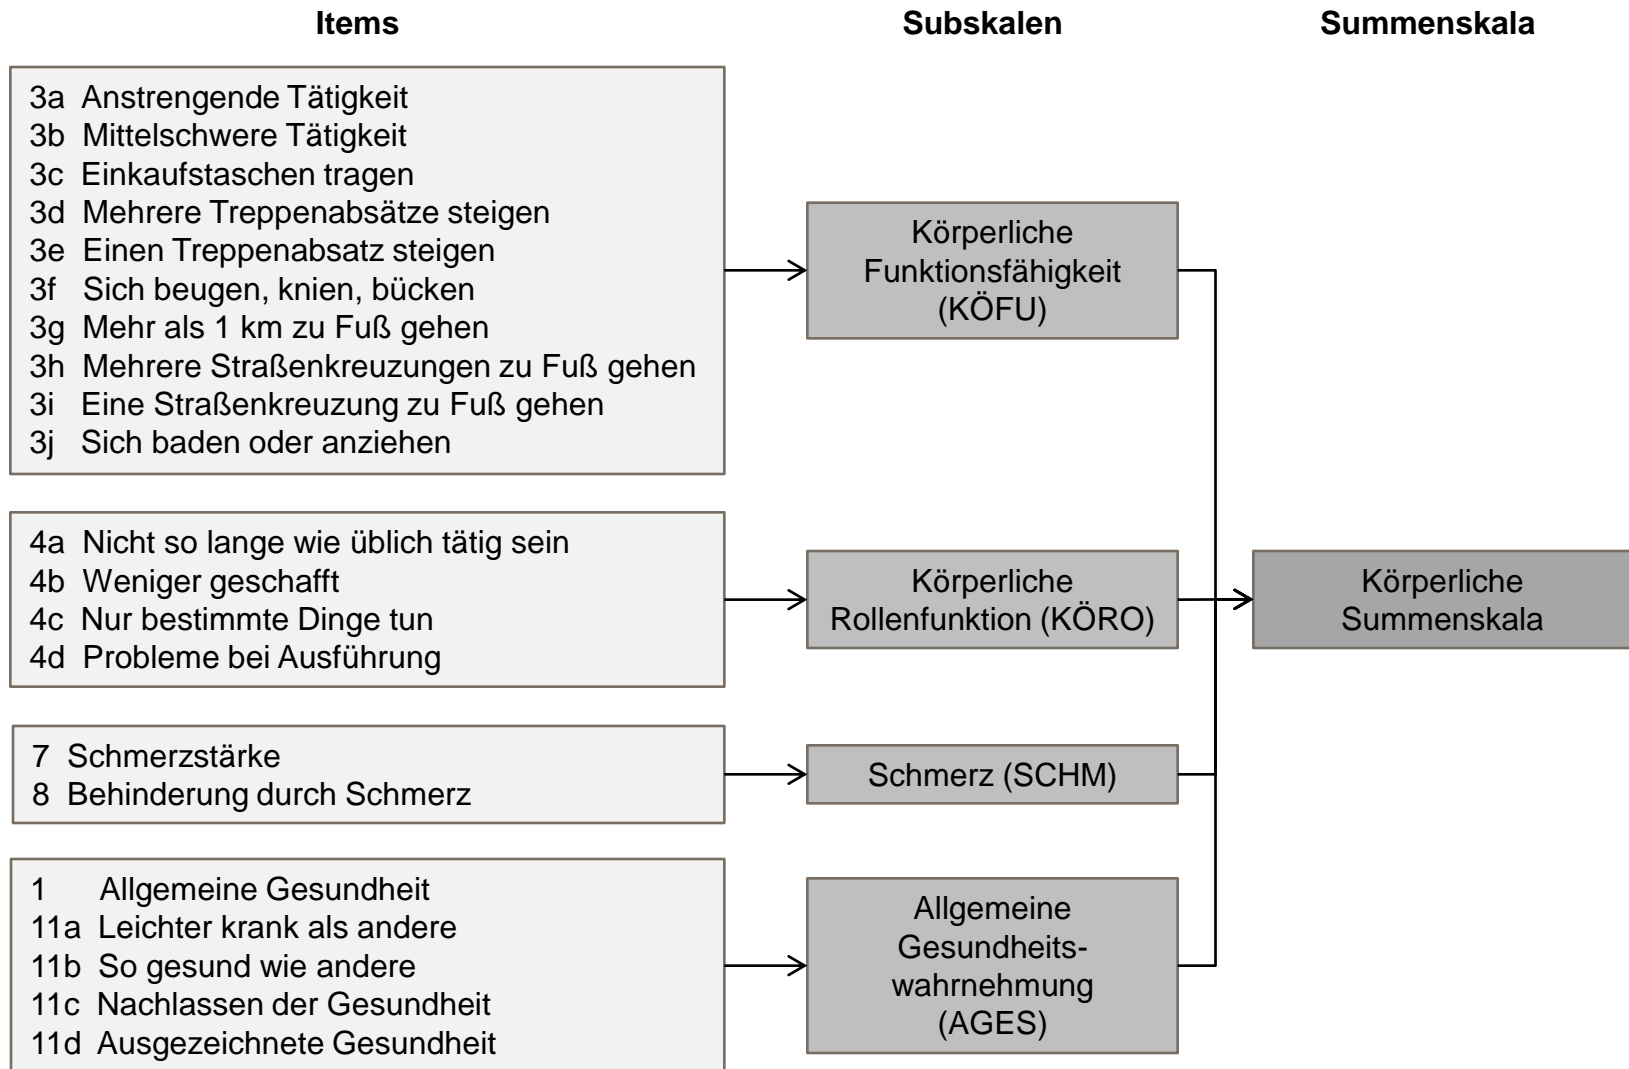 Items
Subskalen
Summenskala
3a Anstrengende Tätigkeit
3b Mittelschwere Tätigkeit
3c Einkaufstaschen tragen
3d Mehrere Treppenabsätze steigen
3e Einen Treppenabsatz steigen
3f Sich beugen, knien, bücken
3g Mehr als 1 km zu Fuß gehen
3h Mehrere Straßenkreuzungen zu Fuß gehen
3i Eine Straßenkreuzung zu Fuß gehen
3j Sich baden oder anziehen
Körperliche
Funktionsfähigkeit
(KÖFU)
4a Nicht so lange wie üblich tätig sein
4b Weniger geschafft
4c Nur bestimmte Dinge tun
4d Probleme bei Ausführung
Körperliche
Rollenfunktion (KÖRO)
Körperliche
Summenskala
7 Schmerzstärke
8 Behinderung durch Schmerz
Schmerz (SCHM)
1 Allgemeine Gesundheit
11a Leichter krank als andere
11b So gesund wie andere
11c Nachlassen der Gesundheit
11d Ausgezeichnete Gesundheit
Allgemeine
Gesundheits-
wahrnehmung
(AGES)